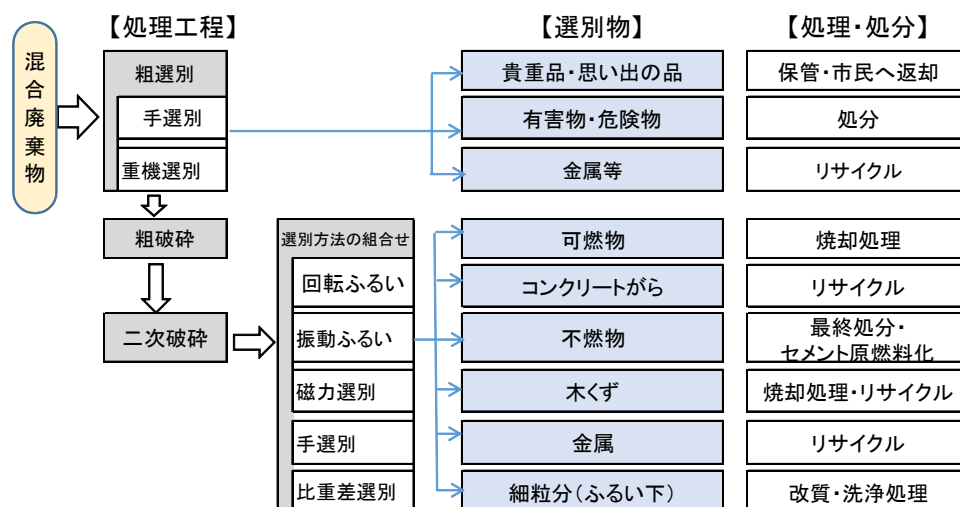 【処理工程】
【選別物】
【処理・処分】
混合廃棄物
粗選別
手選別
重機選別
貴重品・思い出の品
保管・市民へ返却
有害物・危険物
処分
金属等
リサイクル
粗破砕
二次破砕
選別方法の組合せ
回転ふるい
振動ふるい
磁力選別
手選別
比重差選別
可燃物
焼却処理
コンクリートがら
リサイクル
不燃物
最終処分・
セメント原燃料化
木くず
焼却処理・リサイクル
金属
リサイクル
細粒分(ふるい下)
改質・洗浄処理